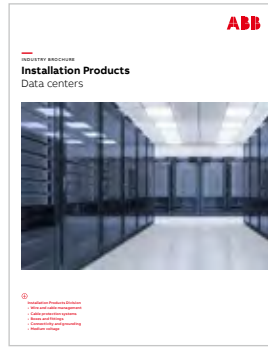 ABB
INDUSTRY BROCHURE
Installation Products
Data centers
Installation Products Division
- Wire and cable management
- Cable protection systems
- Boxes and fittings
- Connectivity and grounding
- Medium voltage